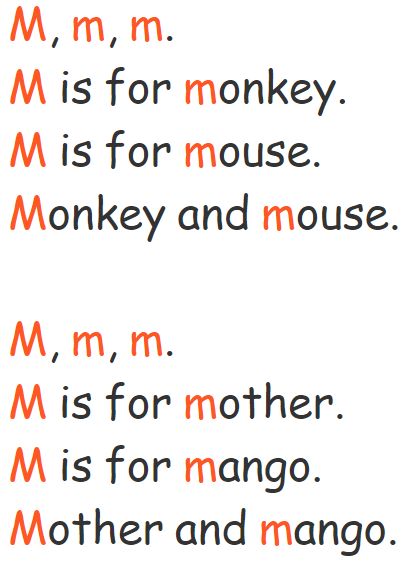 M, m, m.
M is for monkey.
M is for mouse.
Monkey and mouse.

M, m, m.
M is for mother.
M is for mango.
Mother and mango.